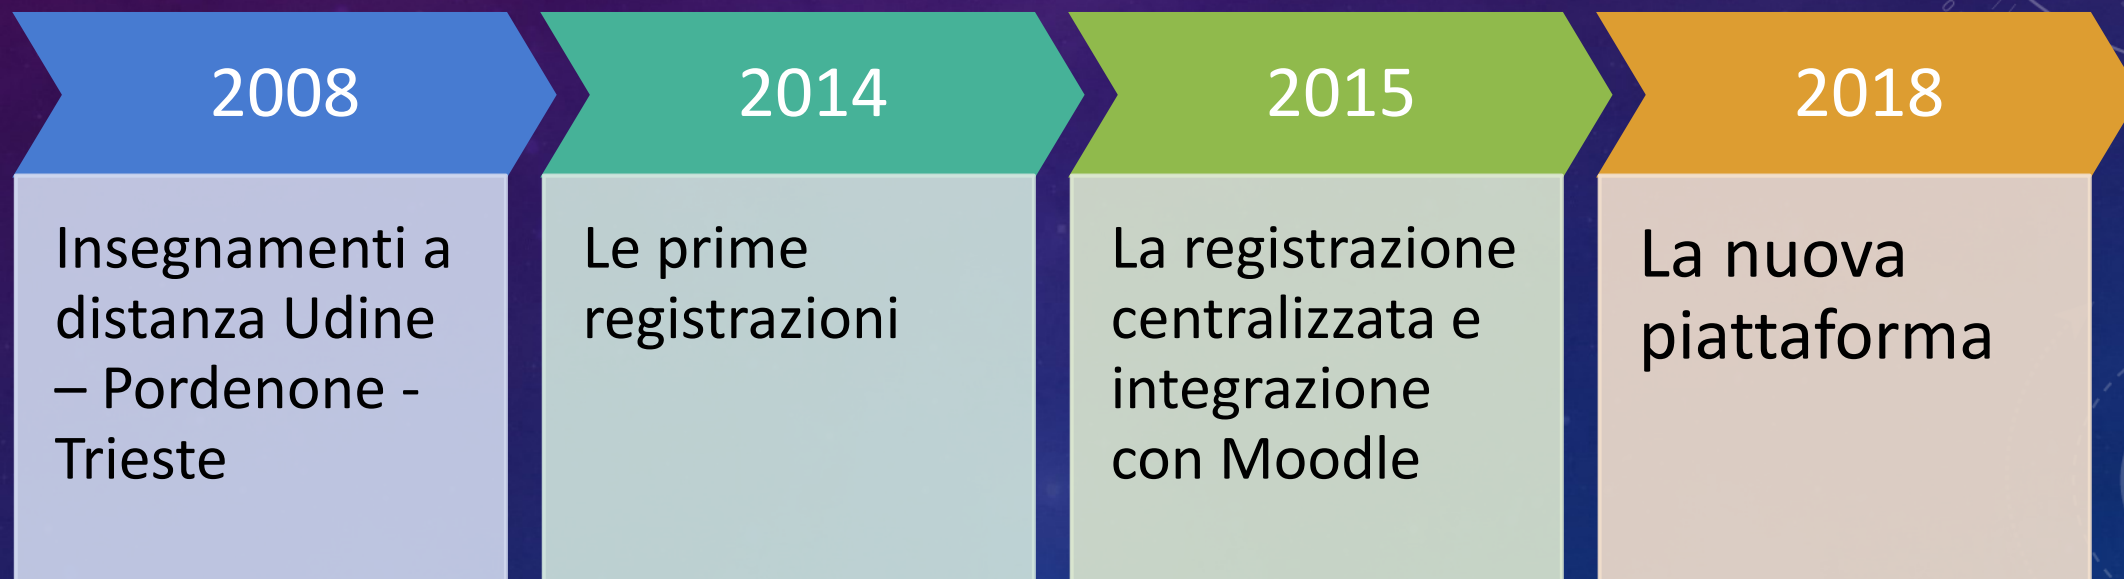 2008
Insegnamenti a
distanza Udine
– Pordenone -
Trieste
2014
Le prime
registrazioni
2015
La registrazione
centralizzata e
integrazione
con Moodle
2018
La nuova
piattaforma